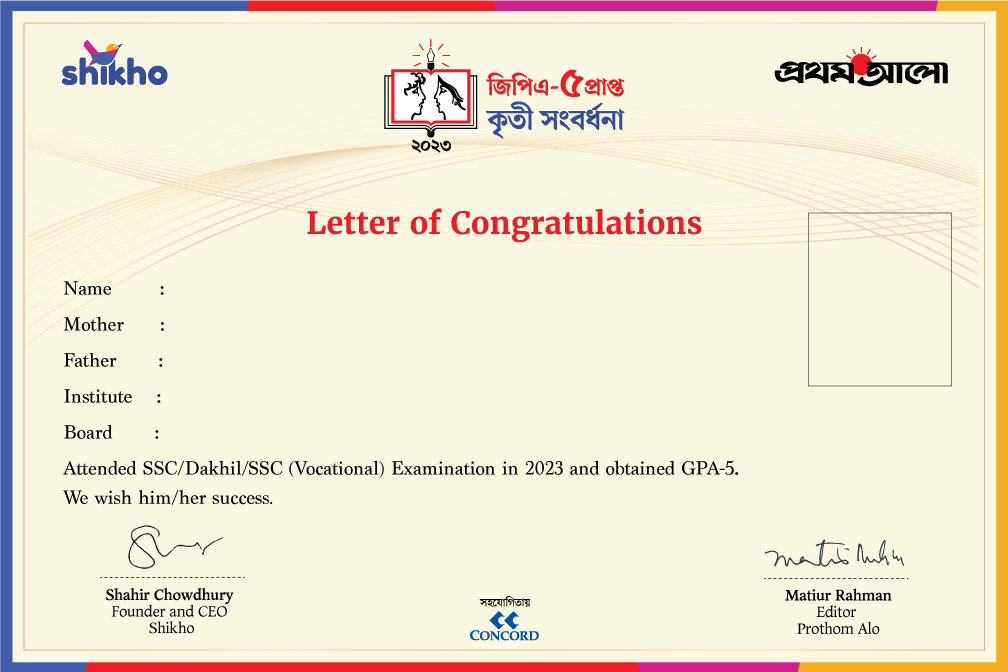 shikho
জিপিএ-৫ প্রাপ্ত
কৃতী সংবর্ধনা
২০২৩
প্রথম আলো
Letter of Congratulations
Name :
Mother :
Father :
Institute :
Board :
Attended SSC/Dakhil/SSC (Vocational) Examination in 2023 and obtained GPA-5.
We wish him/her success.
Shahir Chowdhury
Founder and CEO
Shikho
সহযোগিতায়
CONCORD
Matiur Rahman
Editor
Prothom Alo